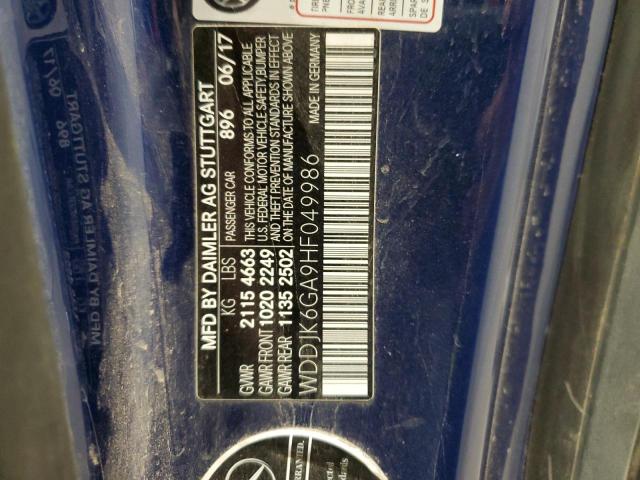 MFD BY DAIMLER AG STUTTGART
KG LBS PASSENGER CAR 896 06/17
GVWR 2115 4663 THIS VEHICLE CONFORMS TO ALL APPLICABLE
GAWR FRONT 1020 2249 U.S. FEDERAL MOTOR VEHICLE SAFETY, BUMPER
GAWR REAR 1135 2502 AND THEFT PREVENTION STANDARDS IN EFFECT
ON THE DATE OF MANUFACTURE SHOWN ABOVE
WDDJK6GA9HF049986 MADE IN GERMANY